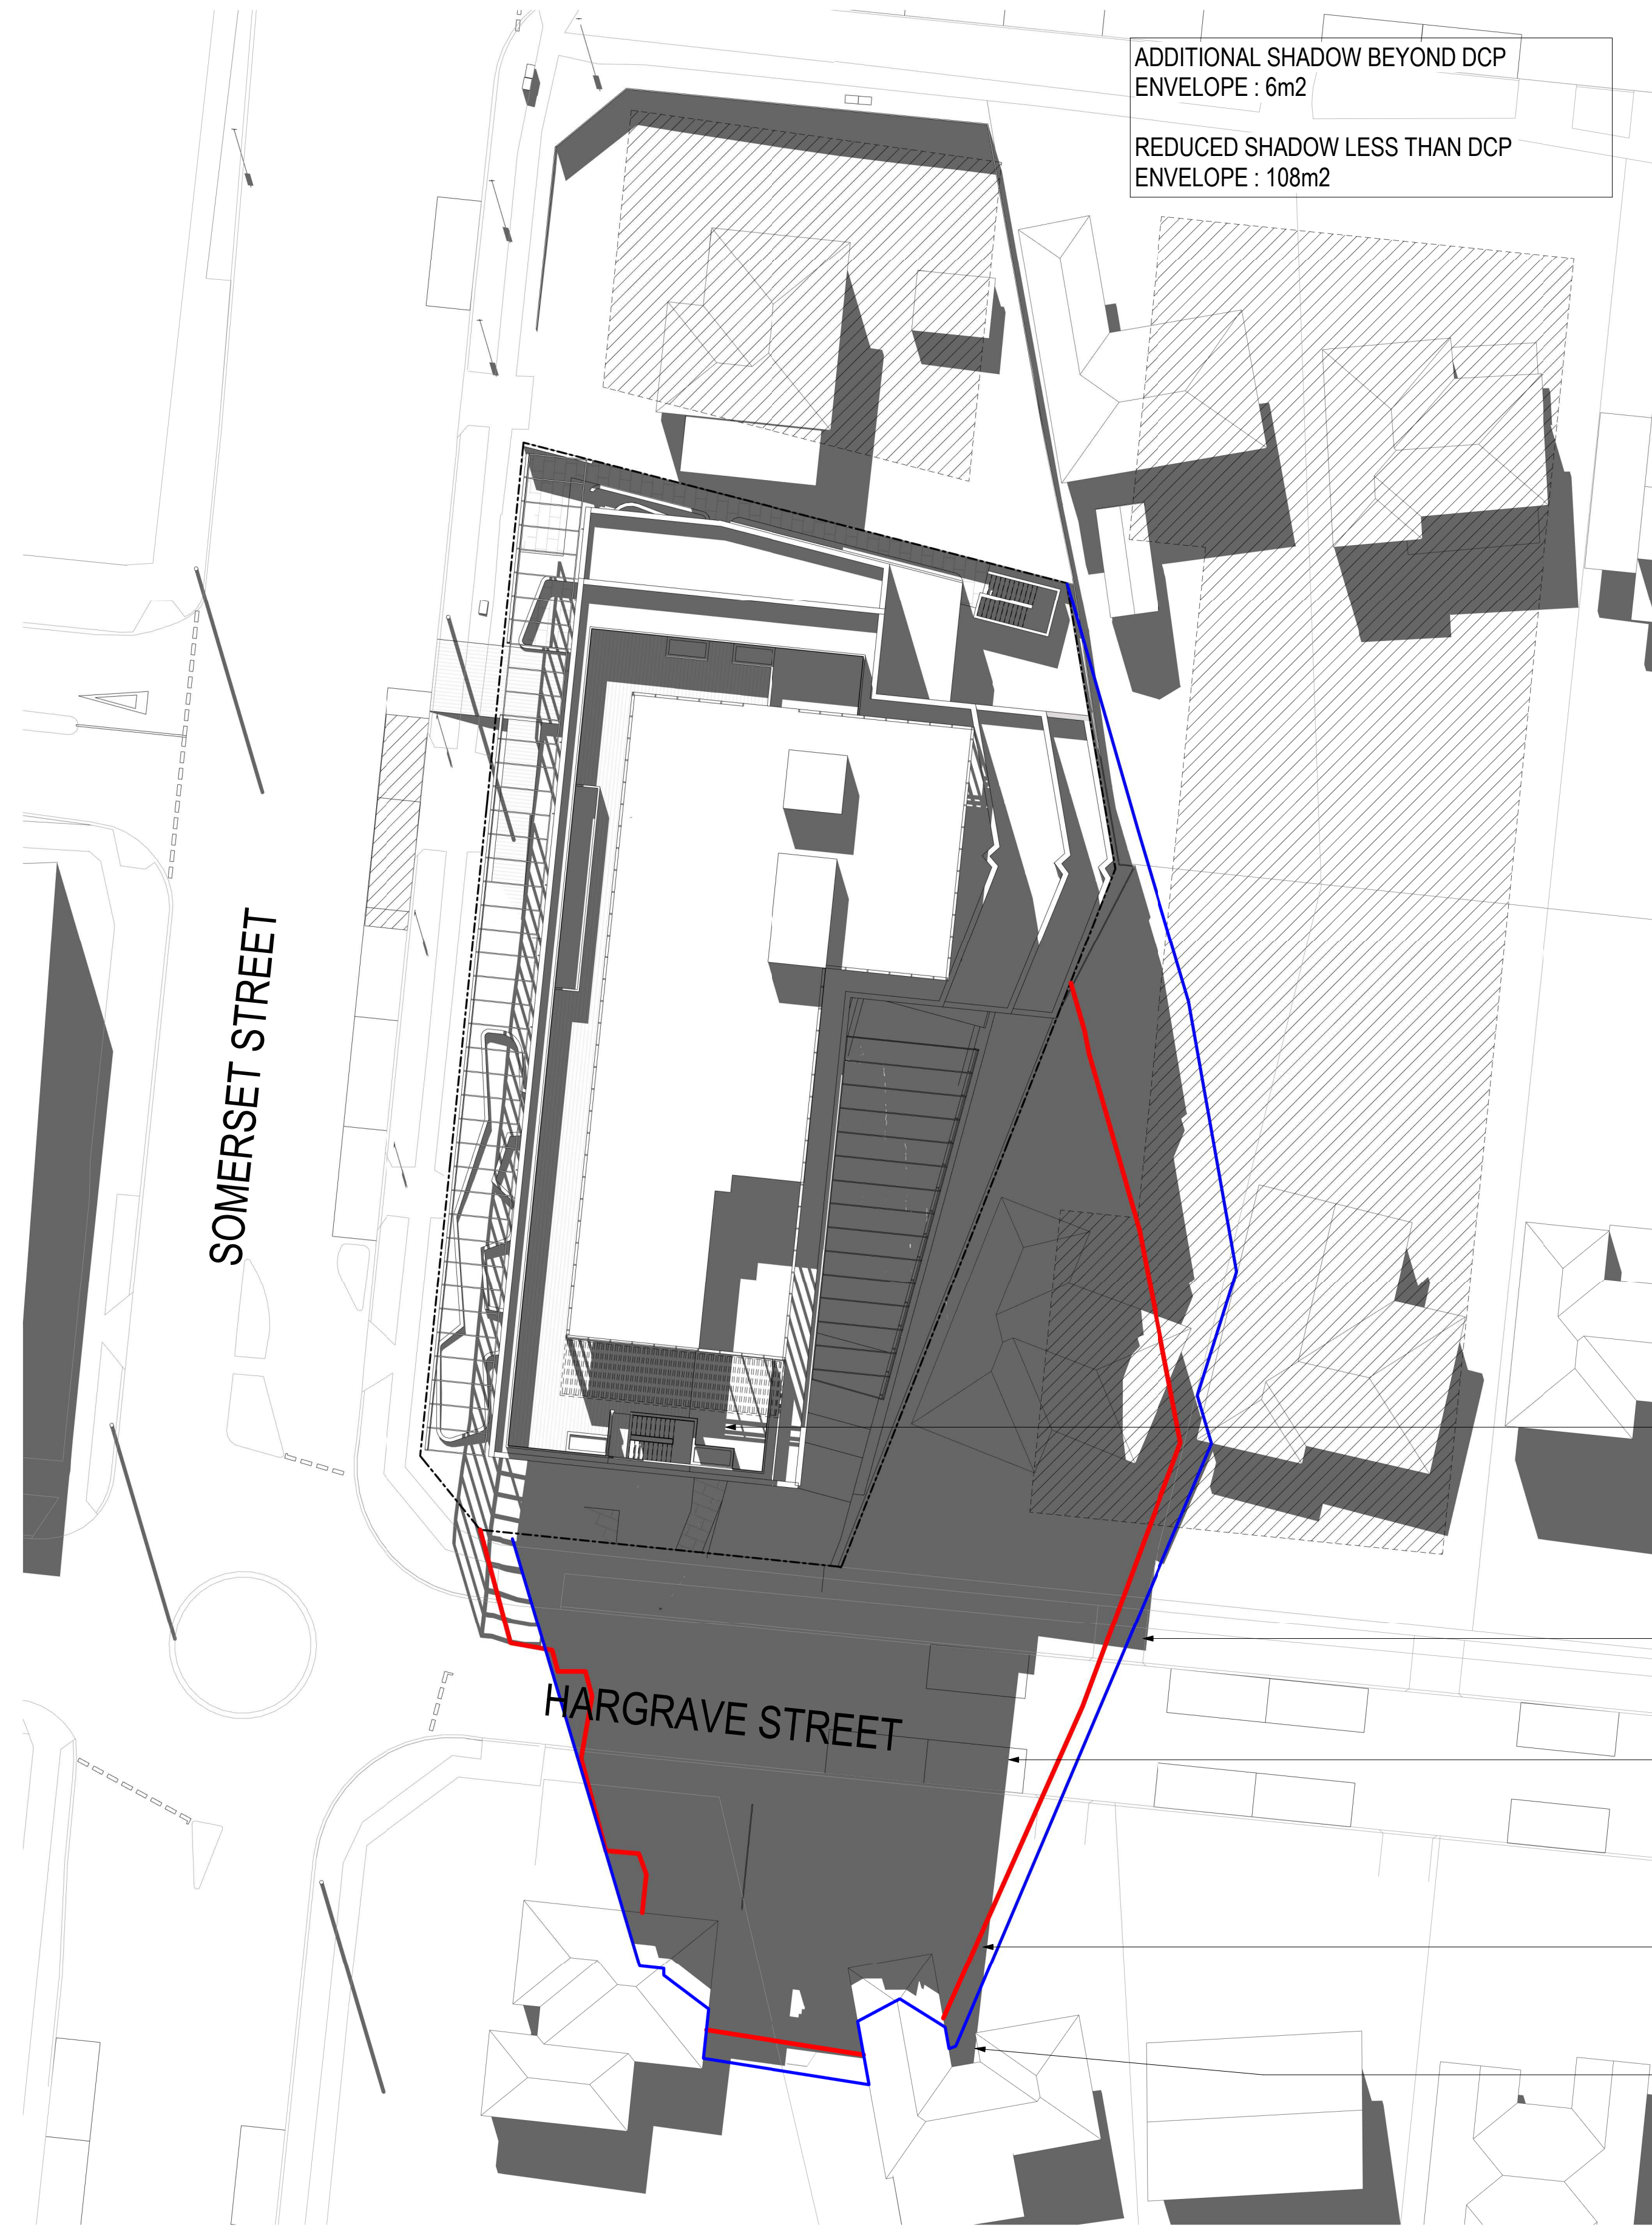 ADDITIONAL SHADOW BEYOND DCP
ENVELOPE : 6m2
REDUCED SHADOW LESS THAN DCP
ENVELOPE : 108m2
SOMERSET STREET
HARGRAVE STREET